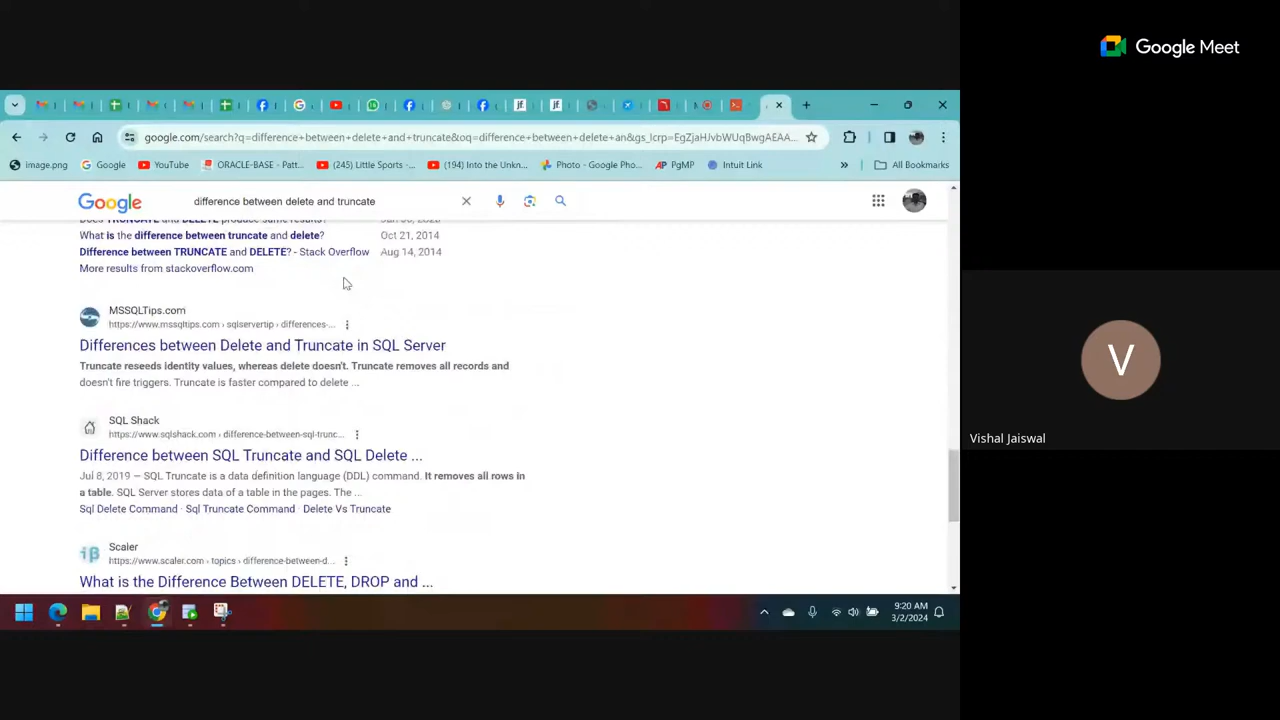 Google Meet
google.com/search?q=difference+between+delete+and+truncate&oq=difference+between+delete+an&gs_lcrp=EgZjaHJvbWUqBwgAEAA...
image.png
Google
YouTube
ORACLE-BASE - Patt...
(245) Little Sports -...
(194) Into the Unkn...
Photo - Google Pho...
PgMP
Intuit Link
All Bookmarks
Google
difference between delete and truncate
Does TRUNCATE and DELETE produce same results?
What is the difference between truncate and delete?
Oct 21, 2014
Difference between TRUNCATE and DELETE? - Stack Overflow
Aug 14, 2014
More results from stackoverflow.com
MSSQLTips.com
https://www.mssqltips.com › sqlservertip › differences-...
Differences between Delete and Truncate in SQL Server
Truncate reseeds identity values, whereas delete doesn't. Truncate removes all records and
doesn't fire triggers. Truncate is faster compared to delete ...
SQL Shack
https://www.sqlshack.com › difference-between-sql-trunc...
Difference between SQL Truncate and SQL Delete ...
Jul 8, 2019 — SQL Truncate is a data definition language (DDL) command. It removes all rows in
a table. SQL Server stores data of a table in the pages. The ...
Sql Delete Command · Sql Truncate Command · Delete Vs Truncate
Scaler
https://www.scaler.com › topics › difference-between-d...
What is the Difference Between DELETE, DROP and ...
V
Vishal Jaiswal
9:20 AM
3/2/2024